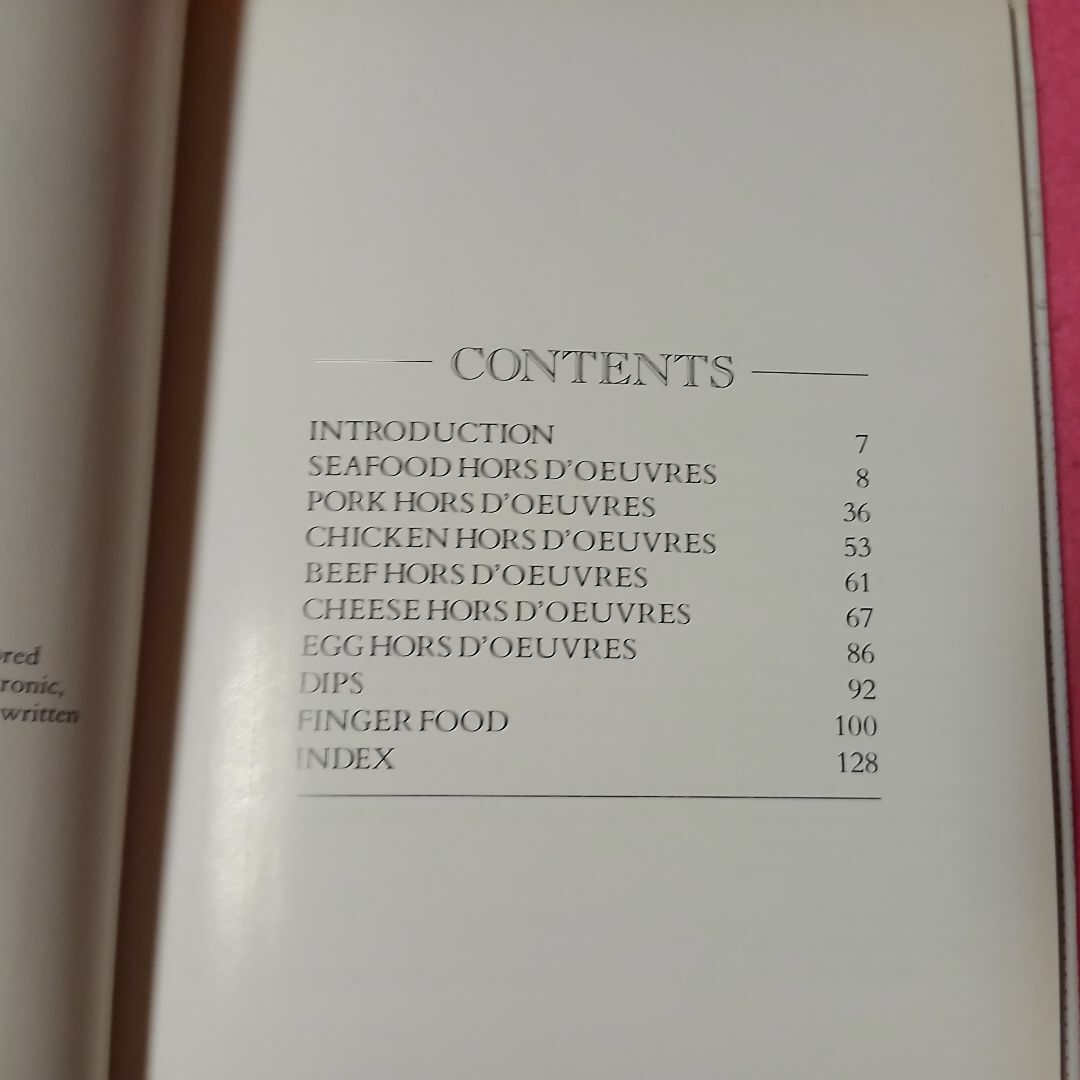 ronic,
written
CONTENTS
INTRODUCTION 7
SEAFOOD HORS D'OEUVRES 8
PORK HORS D'OEUVRES 36
CHICKEN HORS D'OEUVRES 53
BEEF HORS D'OEUVRES 61
CHEESE HORS D'OEUVRES 67
EGG HORS D'OEUVRES 86
DIPS 92
FINGER FOOD 100
INDEX 128